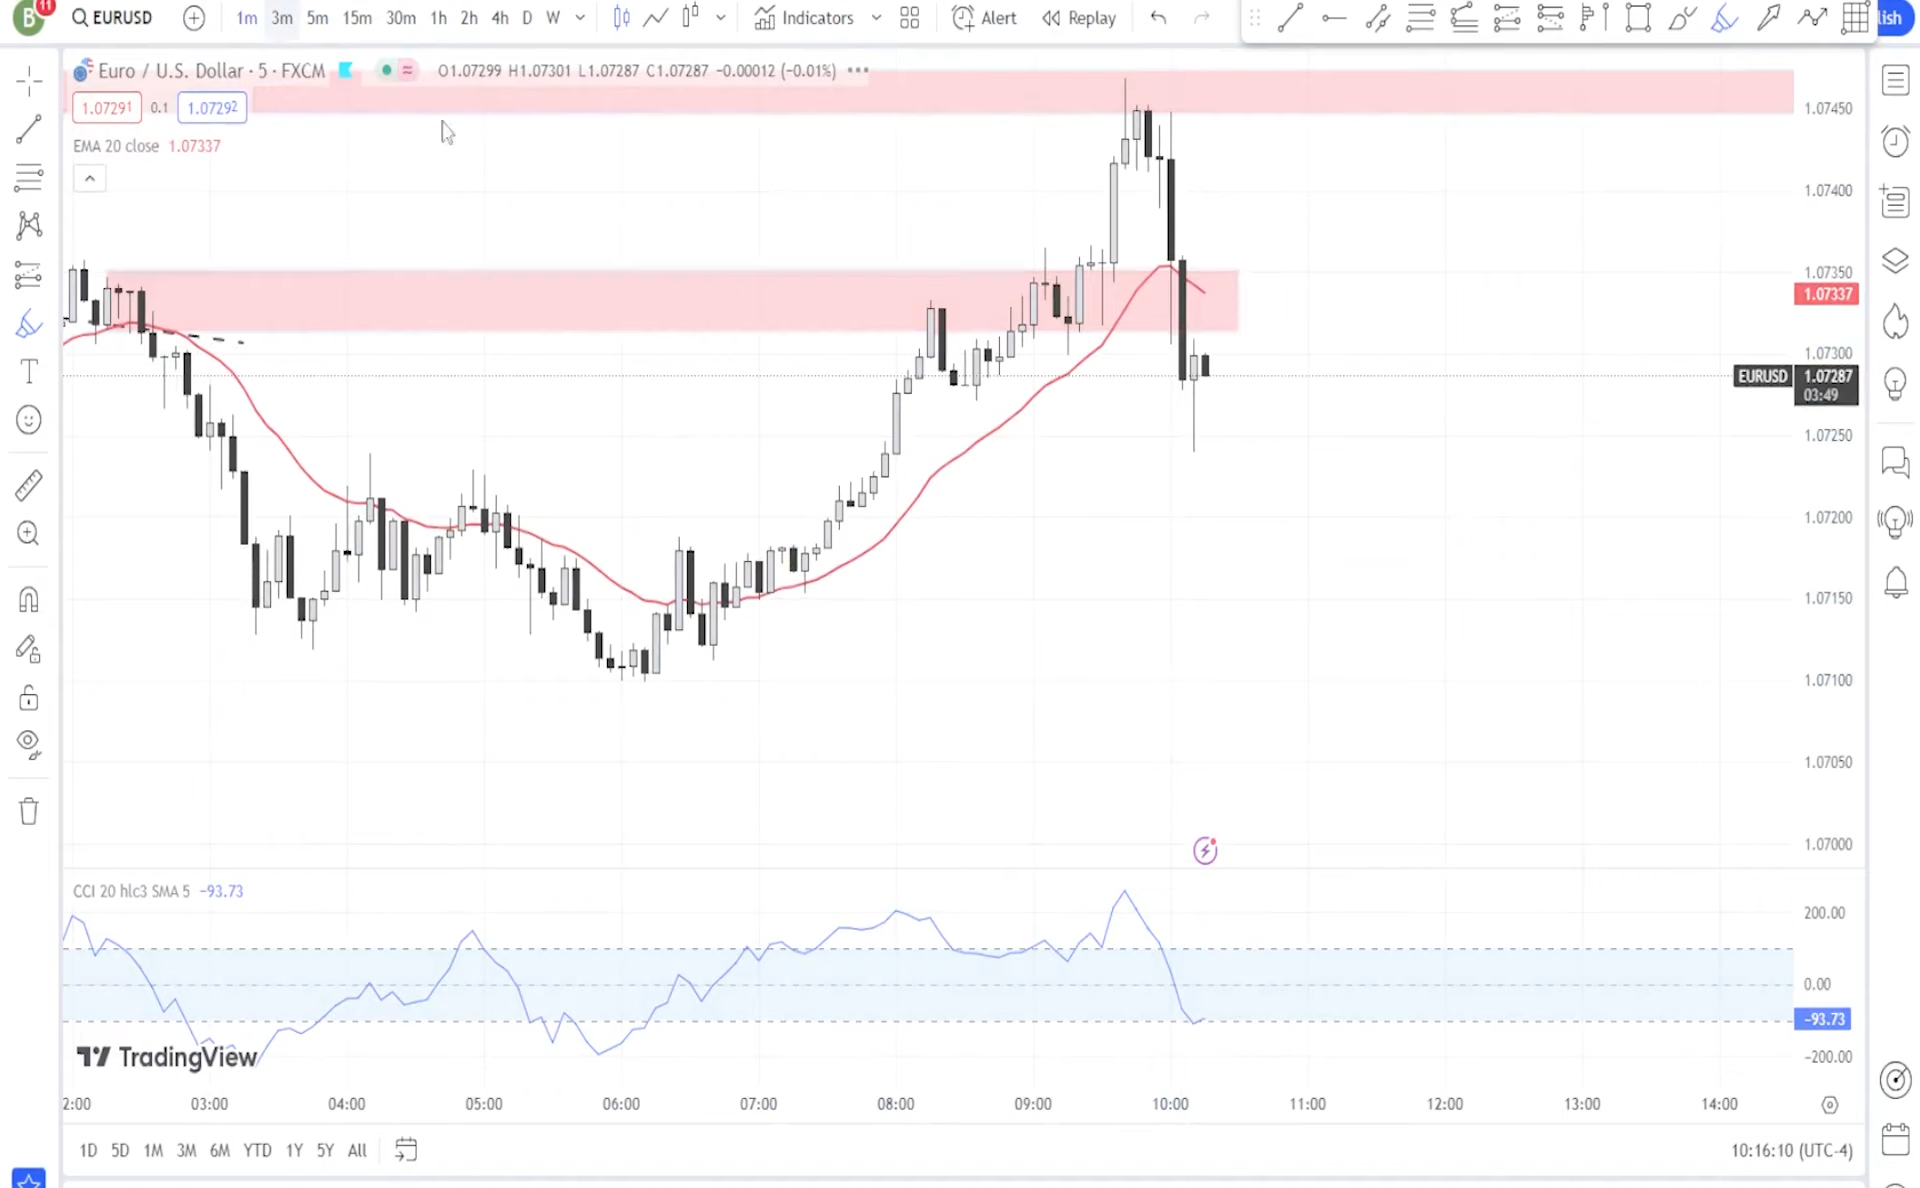 B 11 EURUSD 1m 3m 5m 15m 30m 1h 2h 4h D W Indicators Alert Replay lish
Euro / U.S. Dollar · 5 · FXCM O1.07299 H1.07301 L1.07287 C1.07287 −0.00012 (−0.01%)
1.07291 0.1 1.07292
EMA 20 close 1.07337
1.07450
1.07400
1.07350
1.07337
1.07300
EURUSD 1.07287
03:49
1.07250
1.07200
1.07150
1.07100
1.07050
1.07000
CCI 20 hlc3 SMA 5 −93.73
200.00
0.00
−93.73
−200.00
TradingView
2:00 03:00 04:00 05:00 06:00 07:00 08:00 09:00 10:00 11:00 12:00 13:00 14:00
1D 5D 1M 3M 6M YTD 1Y 5Y All 10:16:10 (UTC-4)